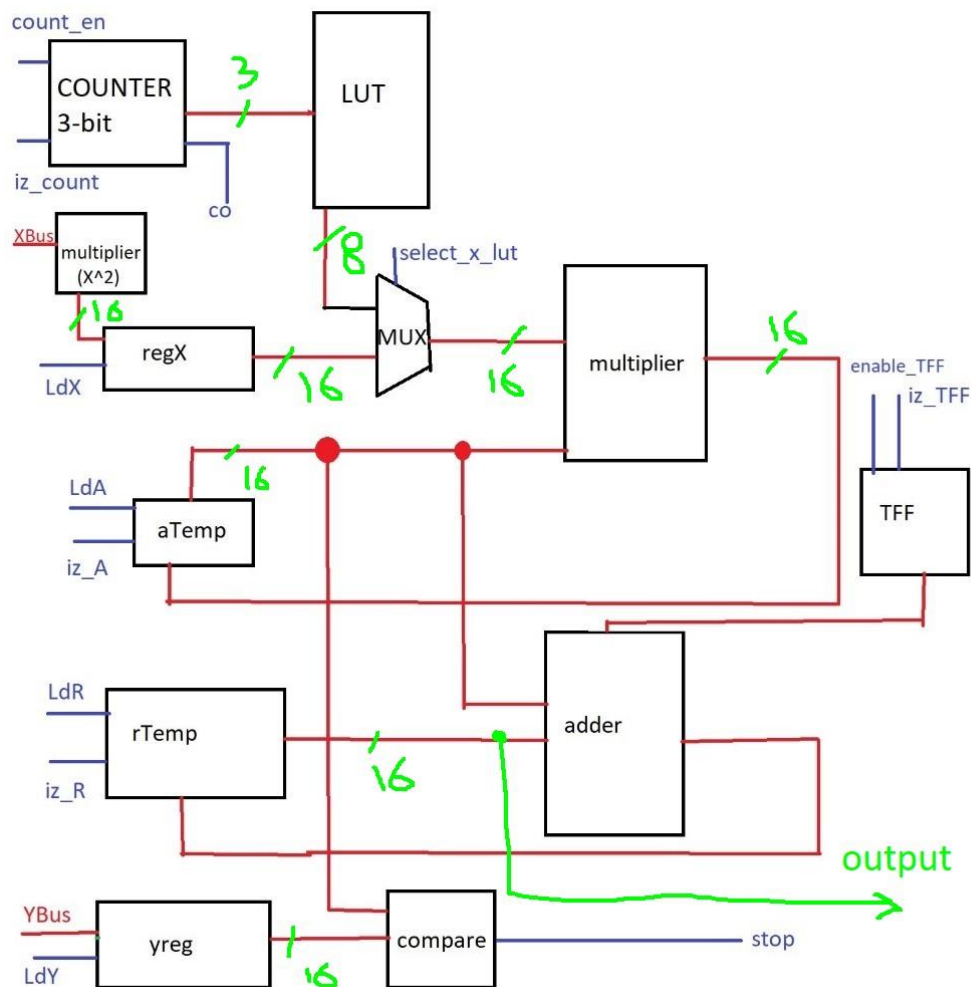 count_en
COUNTER
3-bit
3
LUT
iz_count
co
XBus
multiplier
(X^2)
8
select_x_lut
16
regX
MUX
16
16
multiplier
16
LdX
enable_TFF
iz_TFF
16
LdA
aTemp
iz_A
TFF
LdR
rTemp
iz_R
16
adder
output
YBus
yreg
LdY
16
compare
stop